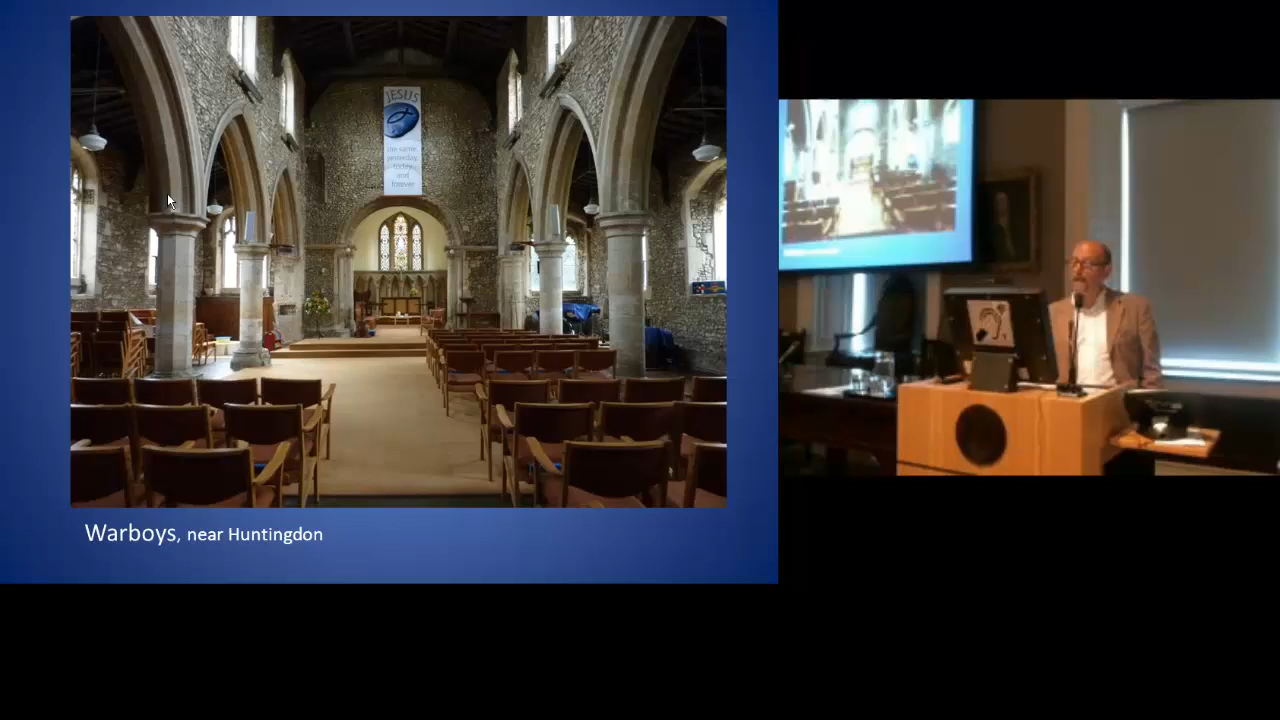 JESUS
the same
yesterday,
today
and
forever
Warboys, near Huntingdon